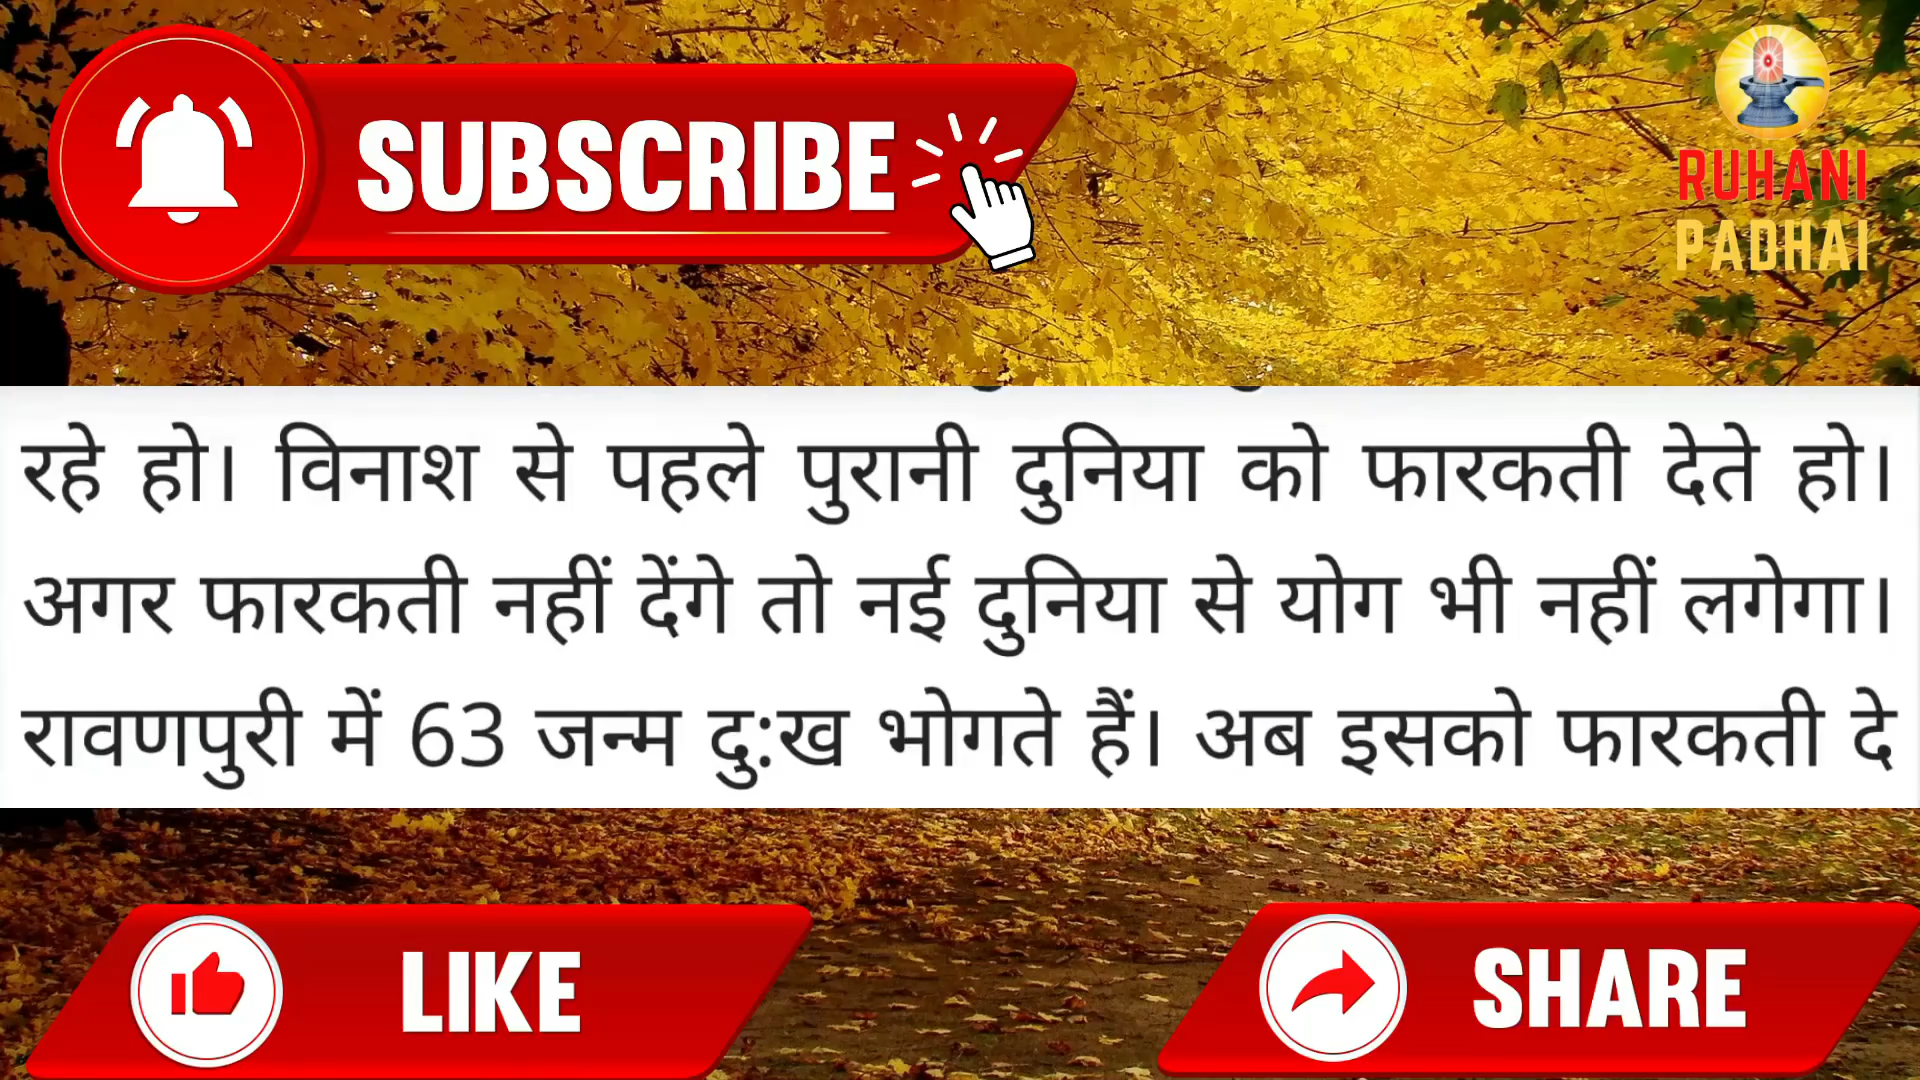 SUBSCRIBE
RUHANI
PADHAI
रहे हो। विनाश से पहले पुरानी दुनिया को फारकती देते हो।
अगर फारकती नहीं देंगे तो नई दुनिया से योग भी नहीं लगेगा।
रावणपुरी में 63 जन्म दु:ख भोगते हैं। अब इसको फारकती दे
LIKE
SHARE